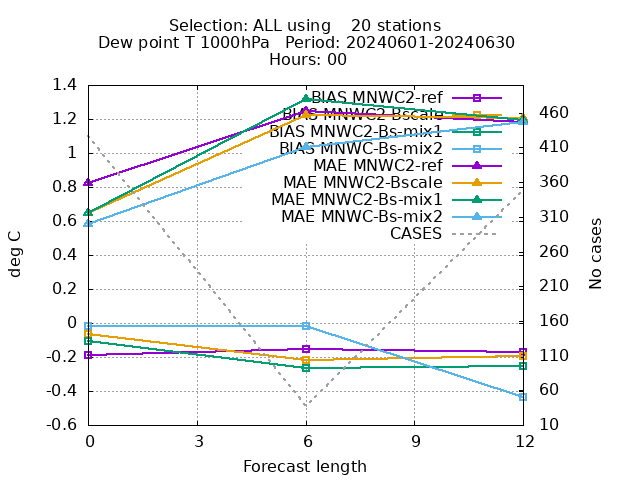 Selection: ALL using    20 stations
Dew point T 1000hPa   Period: 20240601-20240630
Hours: 00
BIAS MNWC2-ref
BIAS MNWC2-Bscale
BIAS MNWC2-Bs-mix1
BIAS MNWC-Bs-mix2
MAE MNWC2-ref
MAE MNWC2-Bscale
MAE MNWC2-Bs-mix1
MAE MNWC-Bs-mix2
CASES
1.4
1.2
1
0.8
0.6
0.4
0.2
0
-0.2
-0.4
-0.6
460
410
360
310
260
210
160
110
60
10
0 3 6 9 12
deg C
No cases
Forecast length